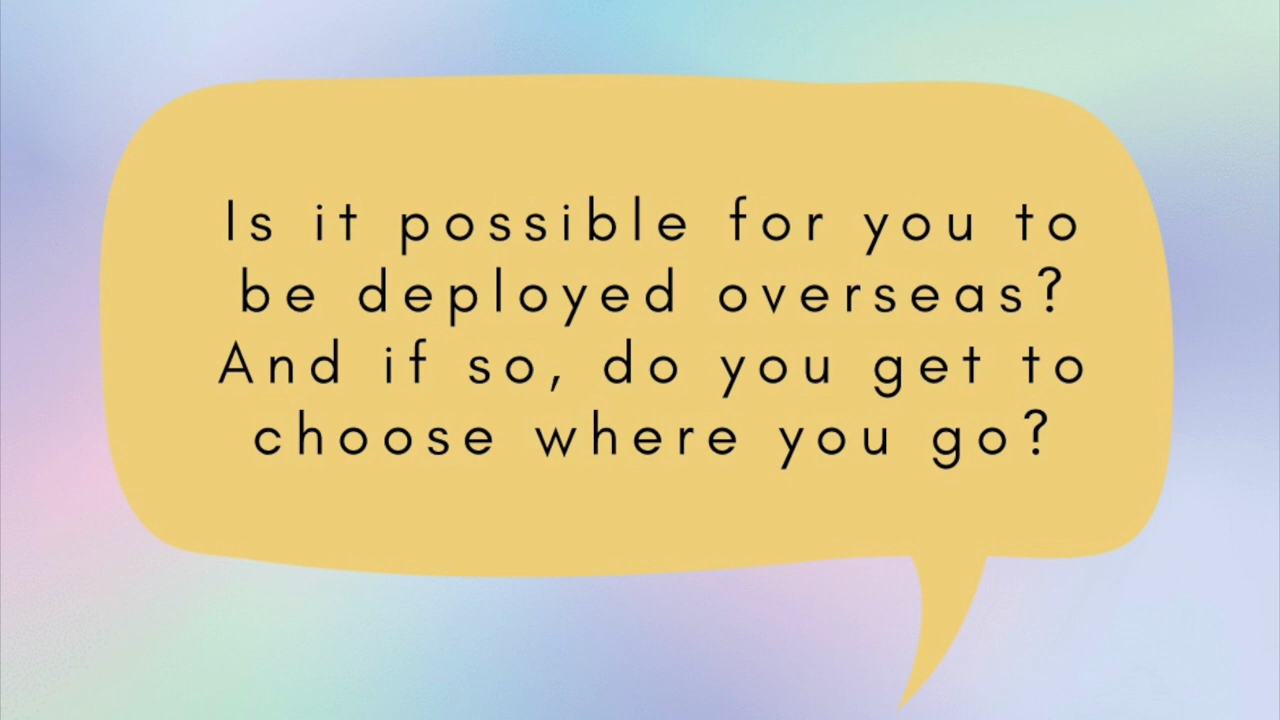 Is it possible for you to
be deployed overseas?
And if so, do you get to
choose where you go?